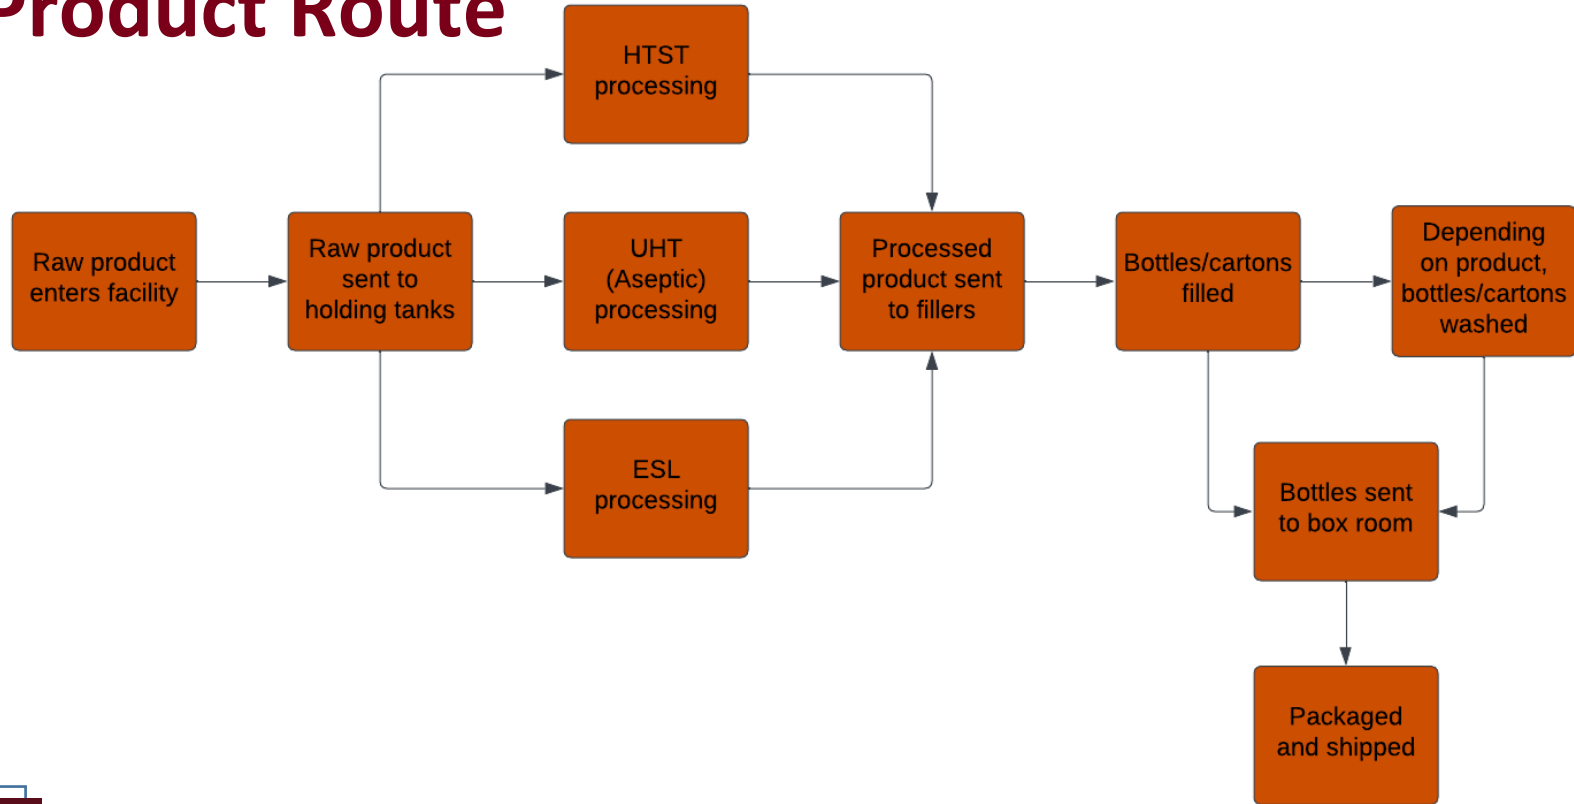 Product Route
HTST
processing
Raw product
enters facility
Raw product
sent to
holding tanks
UHT
(Aseptic)
processing
Processed
product sent
to fillers
Bottles/cartons
filled
Depending
on product,
bottles/cartons
washed
ESL
processing
Bottles sent
to box room
Packaged
and shipped